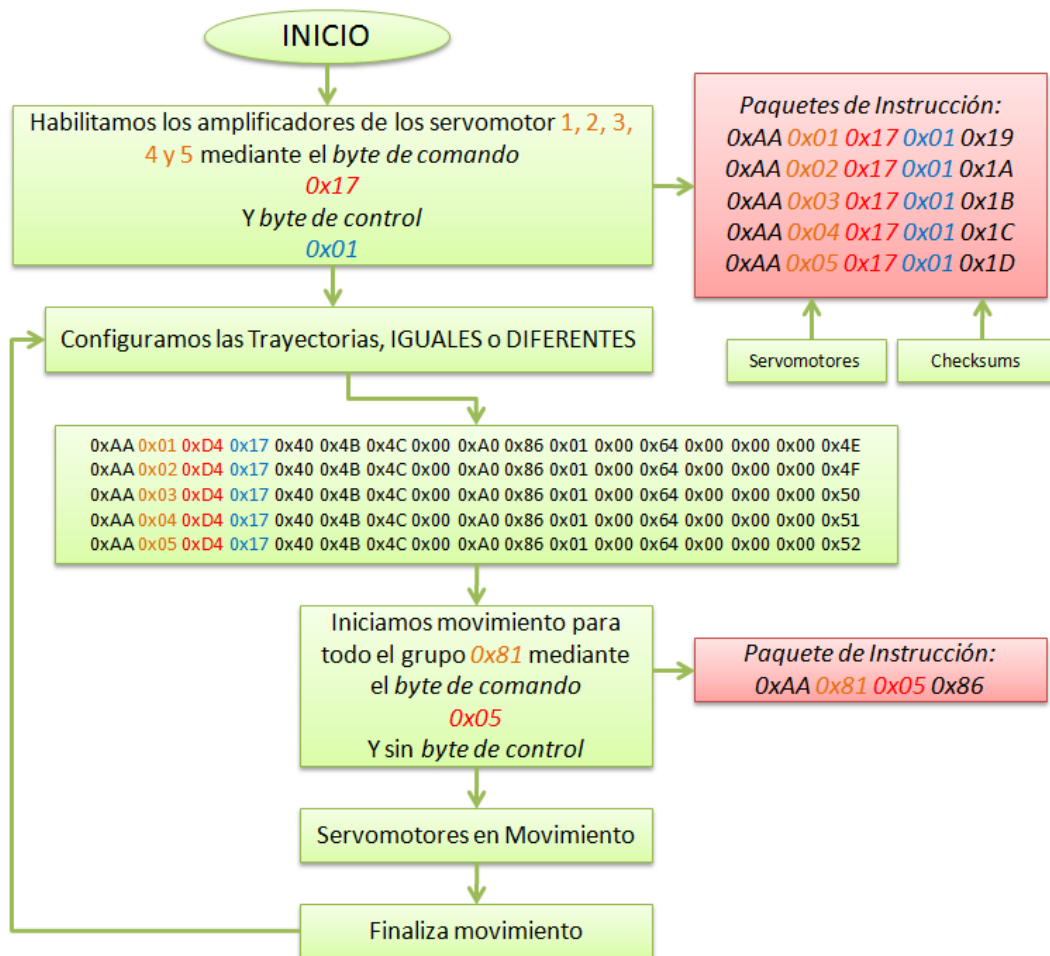 INICIO
Habilitamos los amplificadores de los servomotor 1, 2, 3,
4 y 5 mediante el byte de comando
0x17
Y byte de control
0x01
Paquetes de Instrucción:
0xAA 0x01 0x17 0x01 0x19
0xAA 0x02 0x17 0x01 0x1A
0xAA 0x03 0x17 0x01 0x1B
0xAA 0x04 0x17 0x01 0x1C
0xAA 0x05 0x17 0x01 0x1D
Servomotores
Checksums
Configuramos las Trayectorias, IGUALES o DIFERENTES
0xAA 0x01 0xD4 0x17 0x40 0x4B 0x4C 0x00 0xA0 0x86 0x01 0x00 0x64 0x00 0x00 0x00 0x4E
0xAA 0x02 0xD4 0x17 0x40 0x4B 0x4C 0x00 0xA0 0x86 0x01 0x00 0x64 0x00 0x00 0x00 0x4F
0xAA 0x03 0xD4 0x17 0x40 0x4B 0x4C 0x00 0xA0 0x86 0x01 0x00 0x64 0x00 0x00 0x00 0x50
0xAA 0x04 0xD4 0x17 0x40 0x4B 0x4C 0x00 0xA0 0x86 0x01 0x00 0x64 0x00 0x00 0x00 0x51
0xAA 0x05 0xD4 0x17 0x40 0x4B 0x4C 0x00 0xA0 0x86 0x01 0x00 0x64 0x00 0x00 0x00 0x52
Iniciamos movimiento para
todo el grupo 0x81 mediante
el byte de comando
0x05
Y sin byte de control
Paquete de Instrucción:
0xAA 0x81 0x05 0x86
Servomotores en Movimiento
Finaliza movimiento